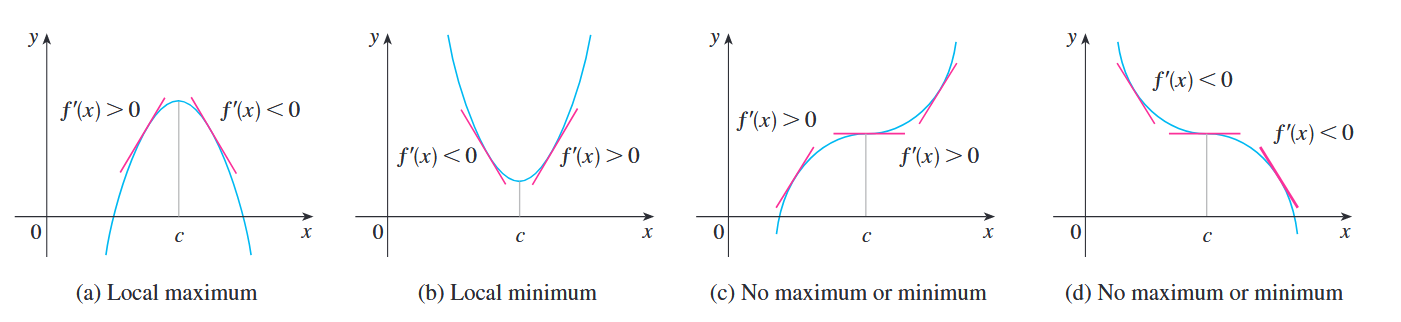 y
f′(x) > 0
f′(x) < 0
0
c
x
(a) Local maximum
y
f′(x) < 0
f′(x) > 0
0
c
x
(b) Local minimum
y
f′(x) > 0
f′(x) > 0
0
c
x
(c) No maximum or minimum
y
f′(x) < 0
f′(x) < 0
0
c
x
(d) No maximum or minimum